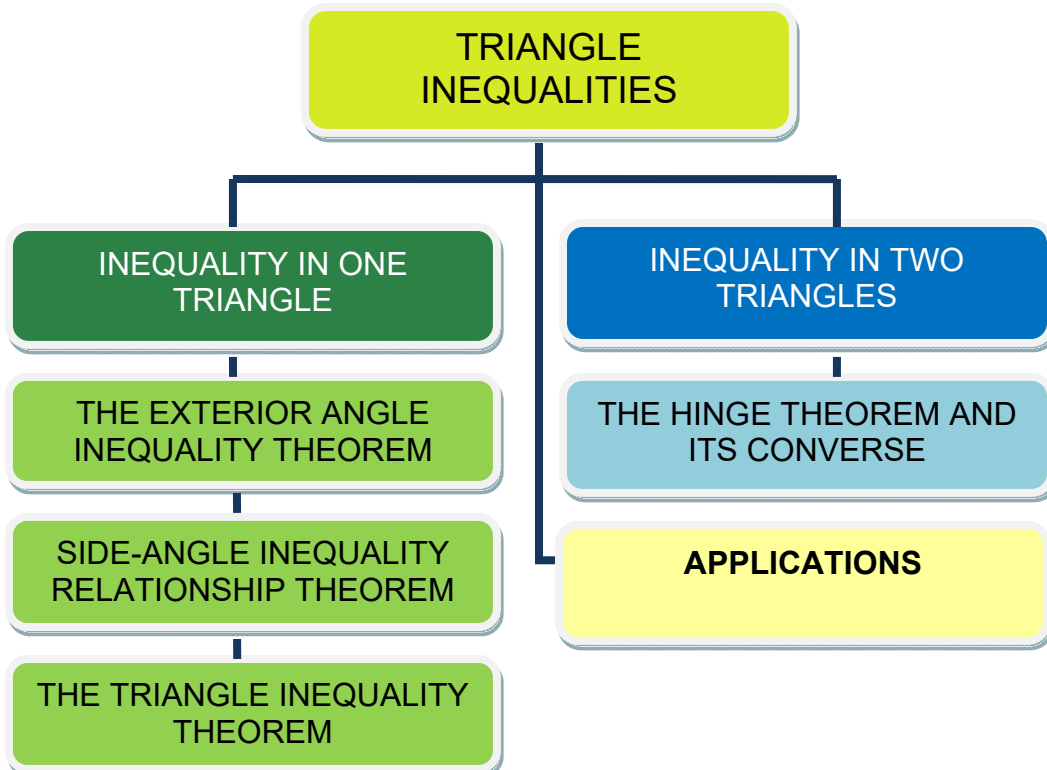 TRIANGLE
INEQUALITIES
INEQUALITY IN ONE
TRIANGLE
THE EXTERIOR ANGLE
INEQUALITY THEOREM
SIDE-ANGLE INEQUALITY
RELATIONSHIP THEOREM
THE TRIANGLE INEQUALITY
THEOREM
INEQUALITY IN TWO
TRIANGLES
THE HINGE THEOREM AND
ITS CONVERSE
APPLICATIONS